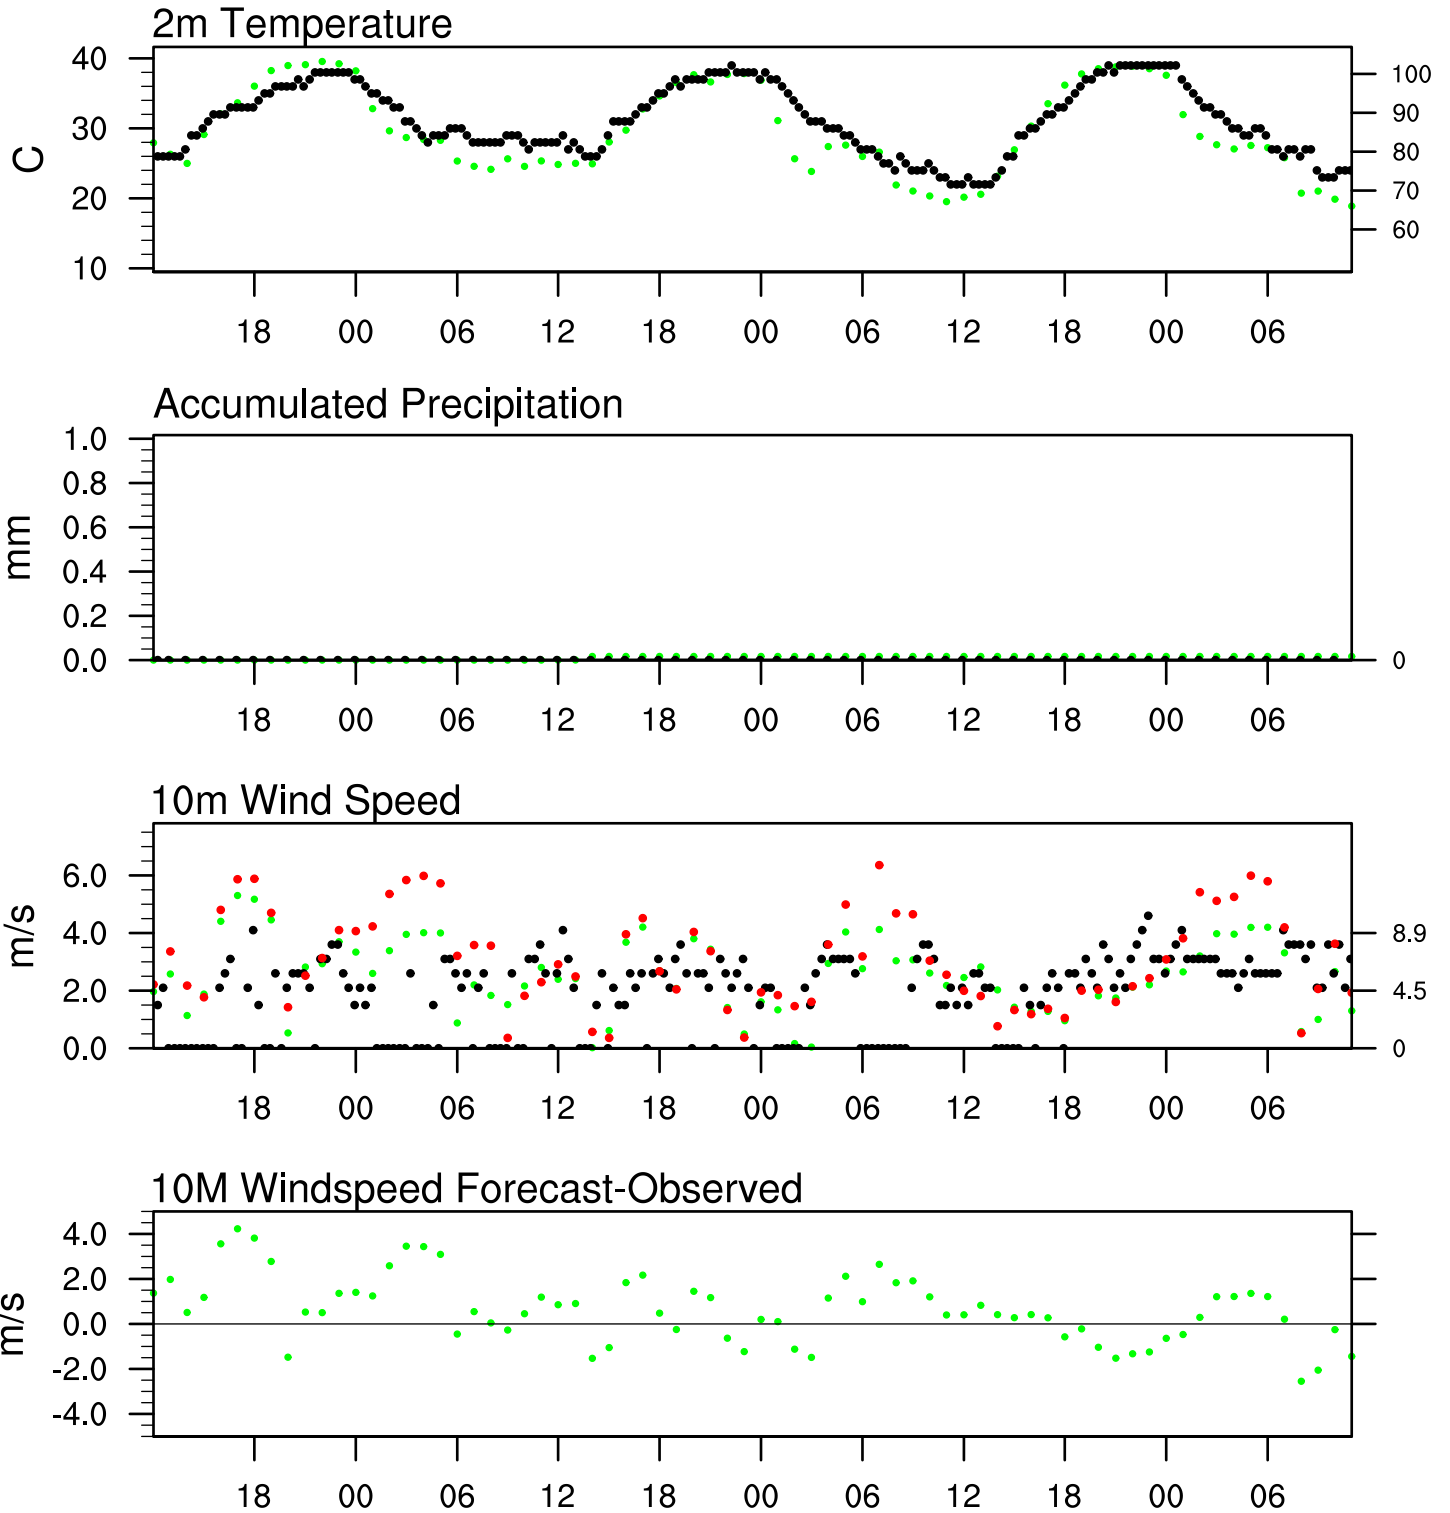 2m Temperature
C
40
30
20
10
100
90
80
70
60
18 00 06 12 18 00 06 12 18 00 06
Accumulated Precipitation
mm
1.0
0.8
0.6
0.4
0.2
0.0
0
18 00 06 12 18 00 06 12 18 00 06
10m Wind Speed
m/s
6.0
4.0
2.0
0.0
8.9
4.5
0
18 00 06 12 18 00 06 12 18 00 06
10M Windspeed Forecast-Observed
m/s
4.0
2.0
0.0
-2.0
-4.0
18 00 06 12 18 00 06 12 18 00 06